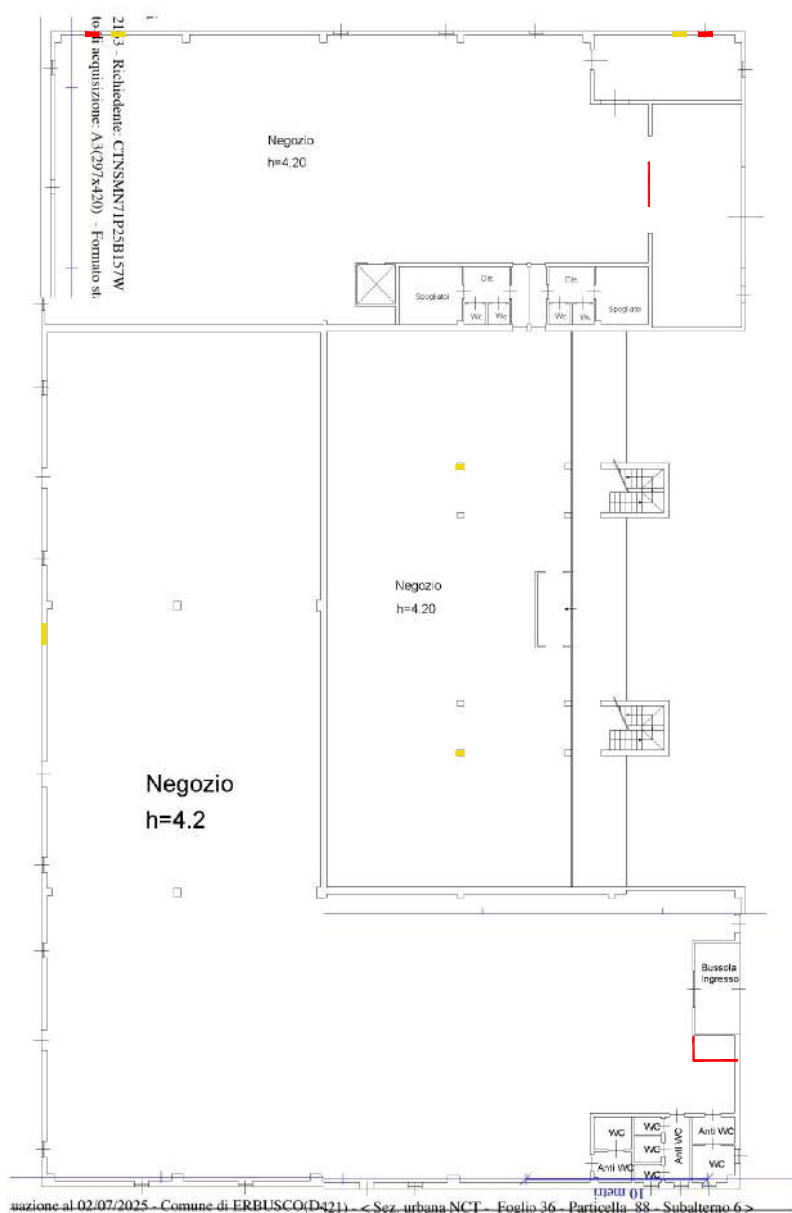 21 3 - Richiedente: CTNSMN71P25B157W
to di acquisizione: A3(297x420) - Formato st.
Negozio
h=4.20
Spogliatoi
Dis.
Wc
Wc
Dis.
Wc
Wc
Spogliatoi
Negozio
h=4.20
Negozio
h=4.2
Bussola
Ingresso
WC
WC
WC
WC
Anti WC
Anti WC
Anti WC
WC
10 metri
uazione al 02/07/2025 - Comune di ERBUSCO(D421) - < Sez. urbana NCT - Foglio 36 - Particella 88 - Subalterno 6 >